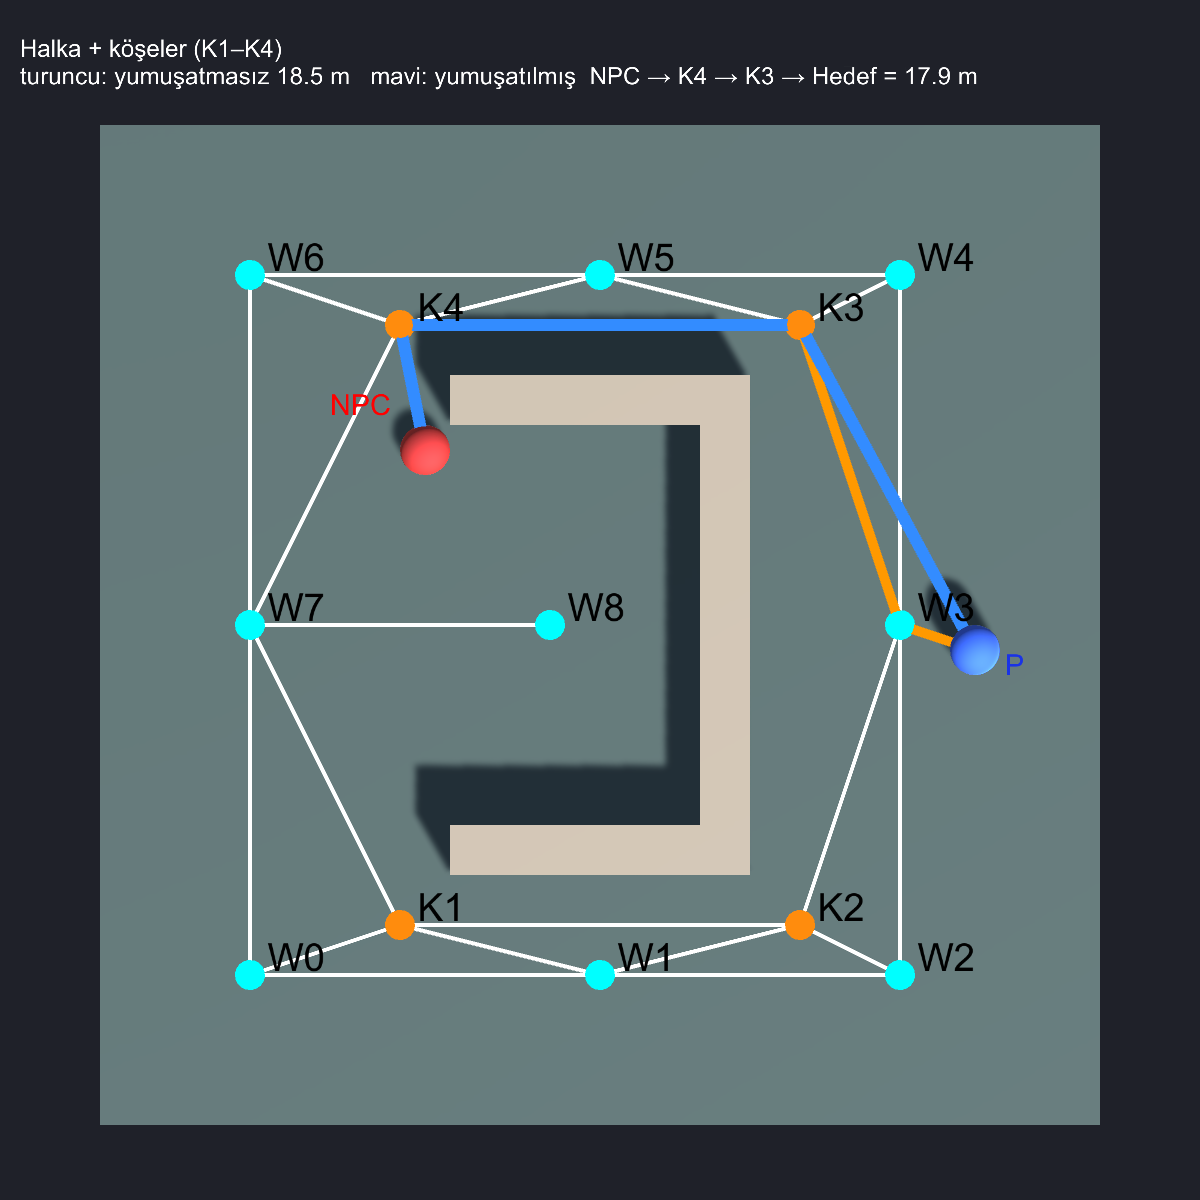 Halka + köşeler (K1–K4)
turuncu: yumuşatmasız 18.5 m   mavi: yumuşatılmış  NPC → K4 → K3 → Hedef = 17.9 m
W6
W5
W4
K4
K3
NPC
W7
W8
W3
P
K1
K2
W0
W1
W2